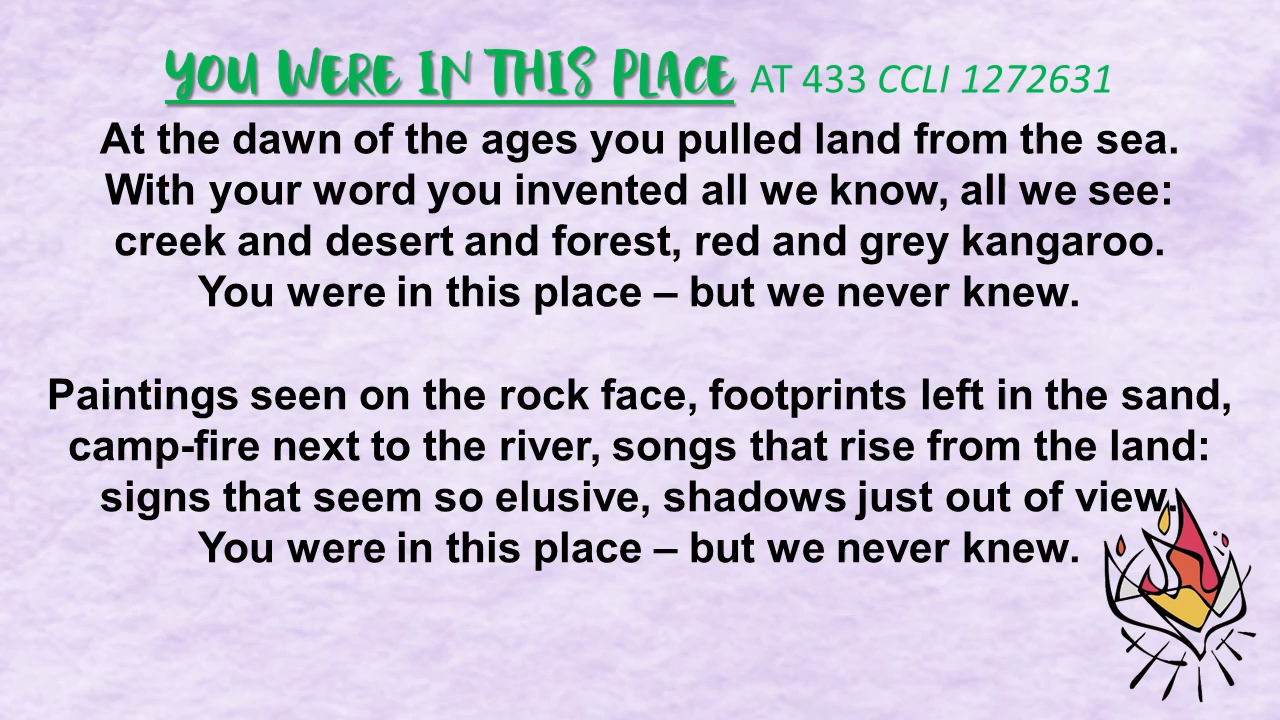 YOU WERE IN THIS PLACE AT 433 CCLI 1272631
At the dawn of the ages you pulled land from the sea.
With your word you invented all we know, all we see:
creek and desert and forest, red and grey kangaroo.
You were in this place – but we never knew.
Paintings seen on the rock face, footprints left in the sand,
camp-fire next to the river, songs that rise from the land:
signs that seem so elusive, shadows just out of view.
You were in this place – but we never knew.